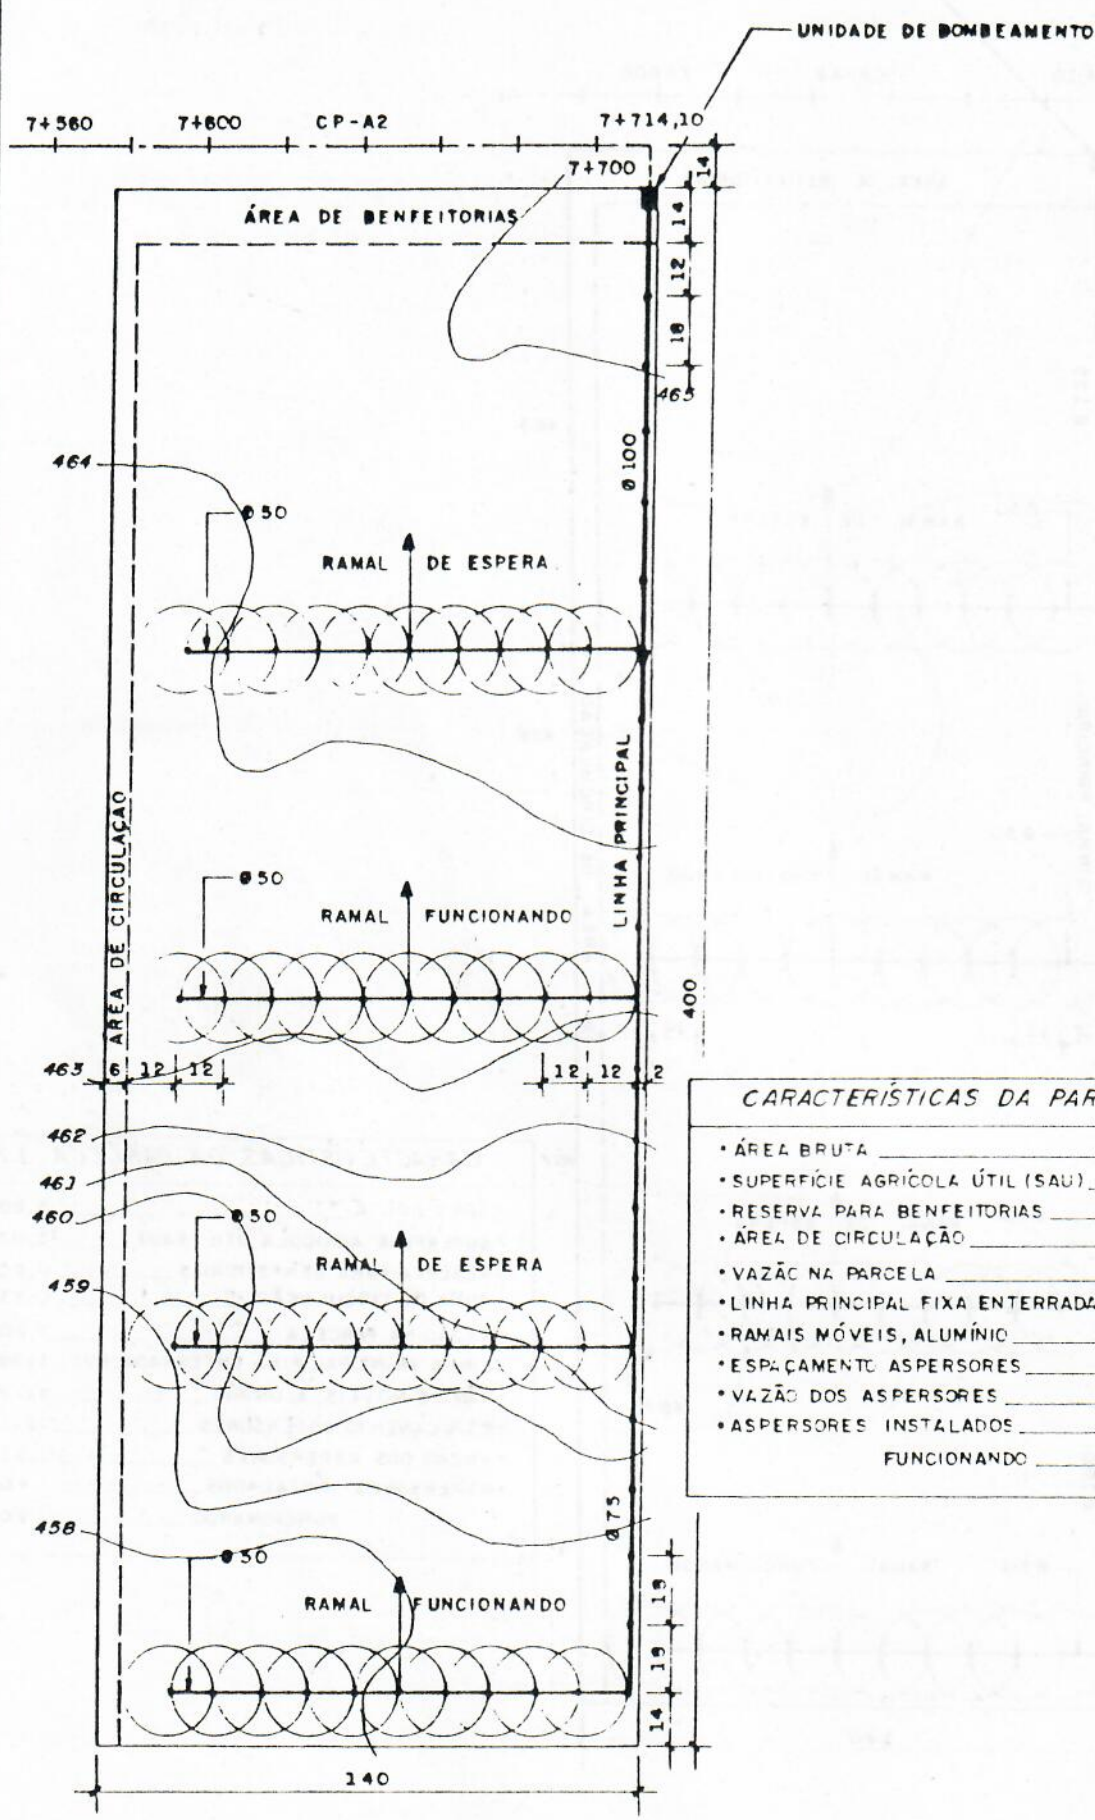 UNIDADE DE BOMBEAMENTO
7+560 7+600 CP-A2 7+714,10
7+700
14
ÁREA DE BENFEITORIAS
14
12
18
465
464
Ø 100
Ø 50
RAMAL DE ESPERA
LINHA PRINCIPAL
ÁREA DE CIRCULAÇÃO
Ø 50
RAMAL FUNCIONANDO
400
463 6 12 12 12 12 2
462
461
460
Ø 50
RAMAL DE ESPERA
459
Ø 75
458
Ø 50
RAMAL FUNCIONANDO
18
18
14
140
CARACTERÍSTICAS DA PAR
• ÁREA BRUTA
• SUPERFÍCIE AGRÍCOLA ÚTIL (SAU)
• RESERVA PARA BENFEITORIAS
• ÁREA DE CIRCULAÇÃO
• VAZÃO NA PARCELA
• LINHA PRINCIPAL FIXA ENTERRADA
• RAMAIS MÓVEIS, ALUMÍNIO
• ESPAÇAMENTO ASPERSORES
• VAZÃO DOS ASPERSORES
• ASPERSORES INSTALADOS
FUNCIONANDO